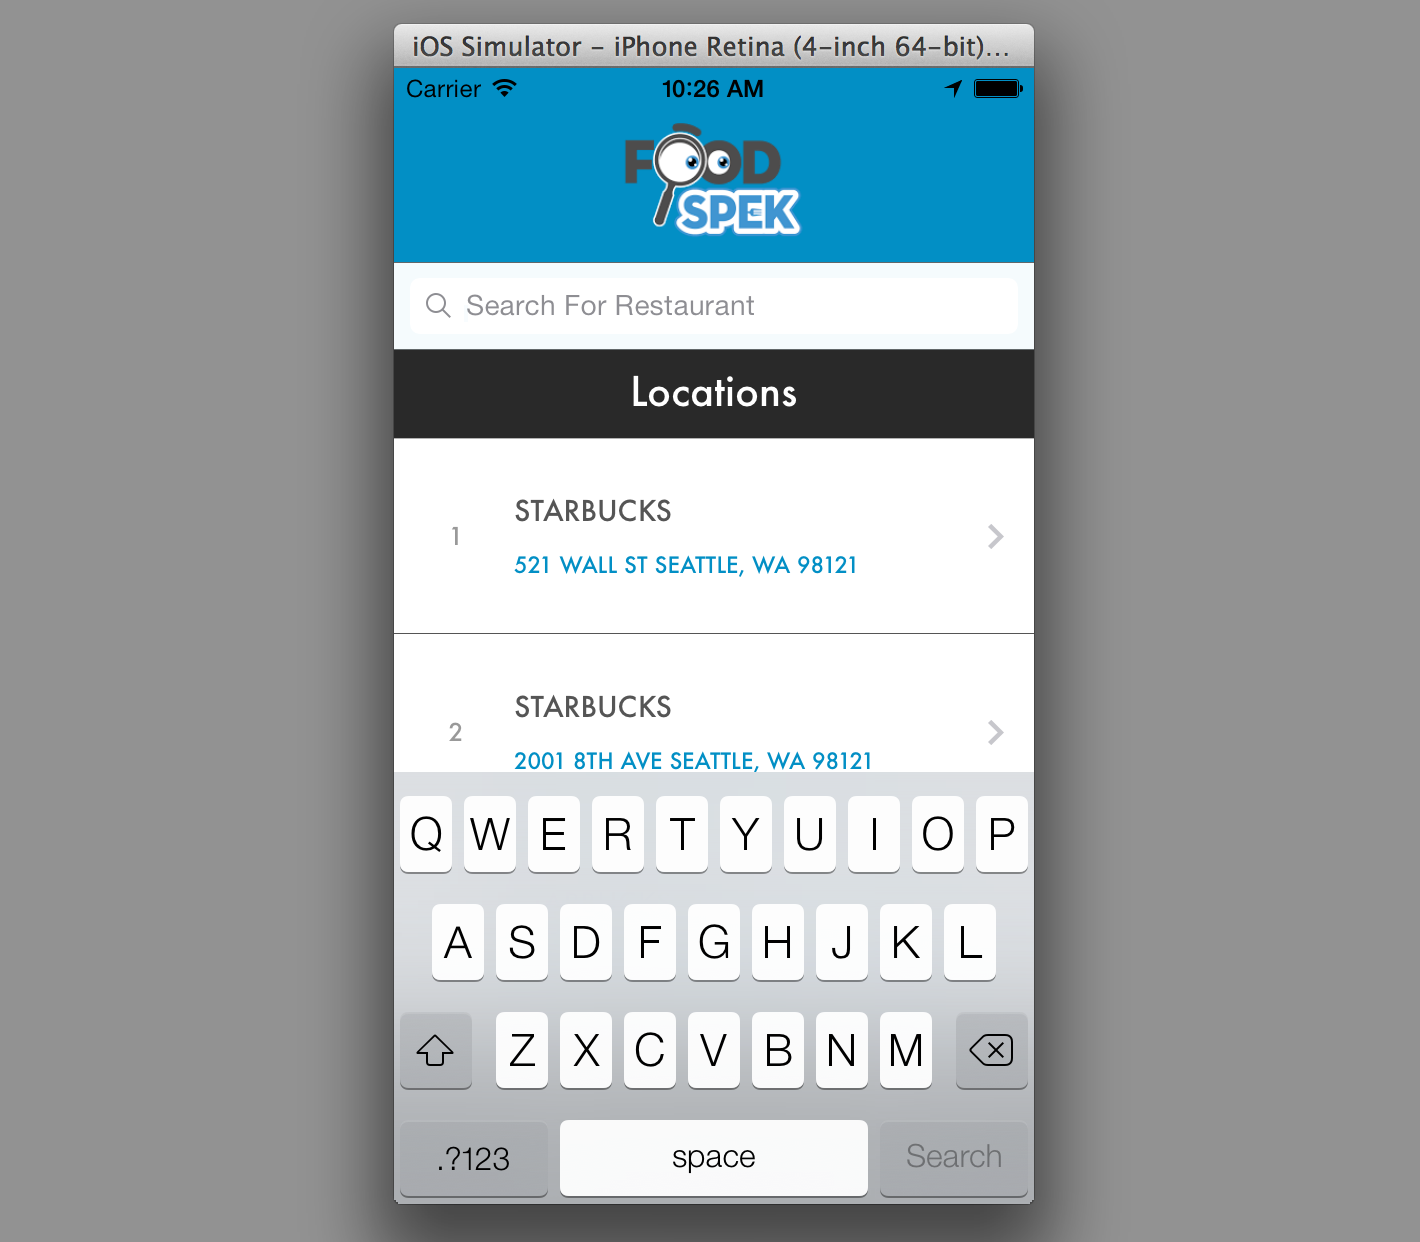 iOS Simulator - iPhone Retina (4-inch 64-bit)...
Carrier 10:26 AM
FOOD
SPEK
Search For Restaurant
Locations
1
STARBUCKS
521 WALL ST SEATTLE, WA 98121
2
STARBUCKS
2001 8TH AVE SEATTLE, WA 98121
Q W E R T Y U I O P
A S D F G H J K L
Z X C V B N M
.?123 space Search